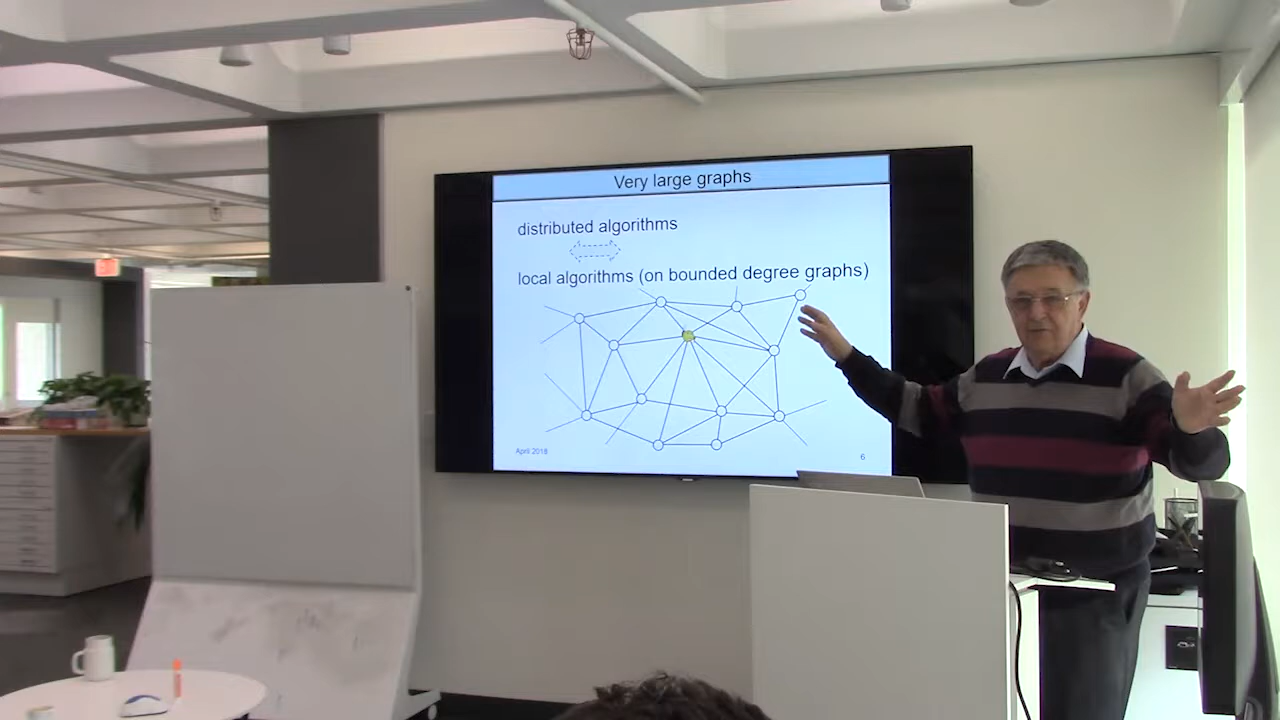 Very large graphs
distributed algorithms
local algorithms (on bounded degree graphs)
April 2018
6